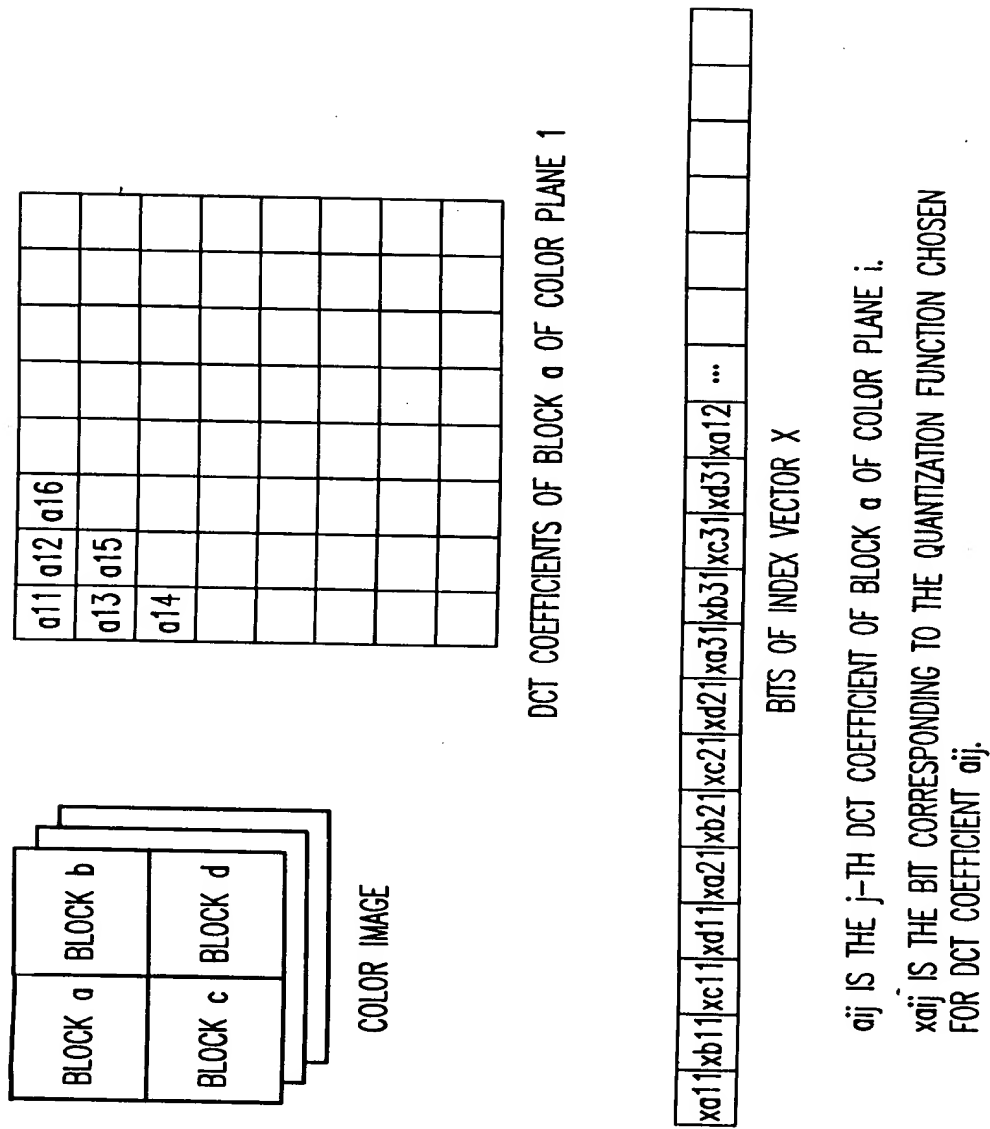 BLOCK a BLOCK b
BLOCK c BLOCK d
COLOR IMAGE
a11 a12 a16
a13 a15
a14
DCT COEFFICIENTS OF BLOCK a OF COLOR PLANE 1
xa11 xb11 xc11 xd11 xa21 xb21 xc21 xd21 xa31 xb31 xc31 xd31 xa12 ...
BITS OF INDEX VECTOR X
aij IS THE j-TH DCT COEFFICIENT OF BLOCK a OF COLOR PLANE i.
xaij IS THE BIT CORRESPONDING TO THE QUANTIZATION FUNCTION CHOSEN
FOR DCT COEFFICIENT aij.